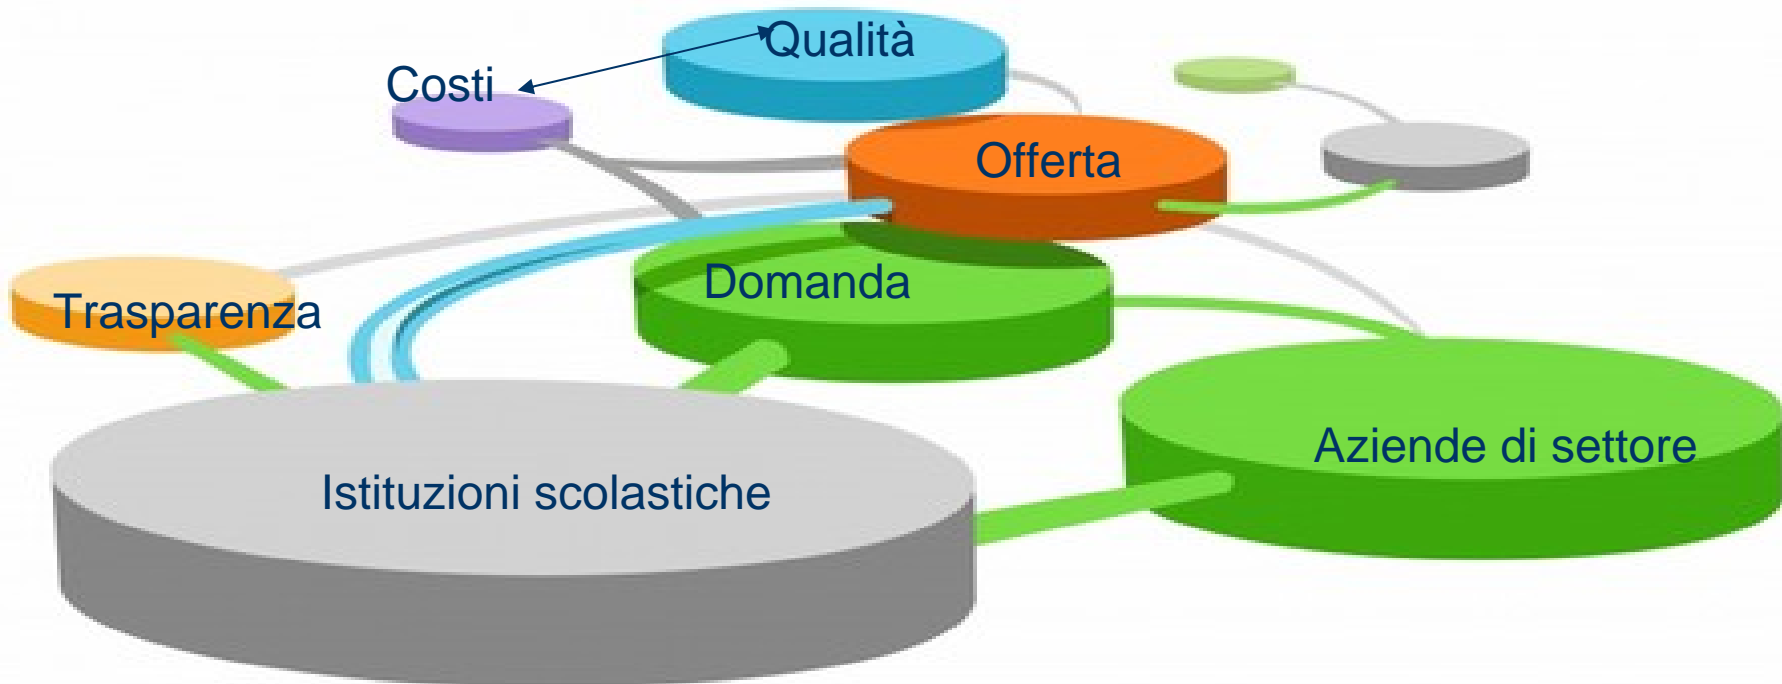 Qualità
Costi
Offerta
Domanda
Trasparenza
Aziende di settore
Istituzioni scolastiche